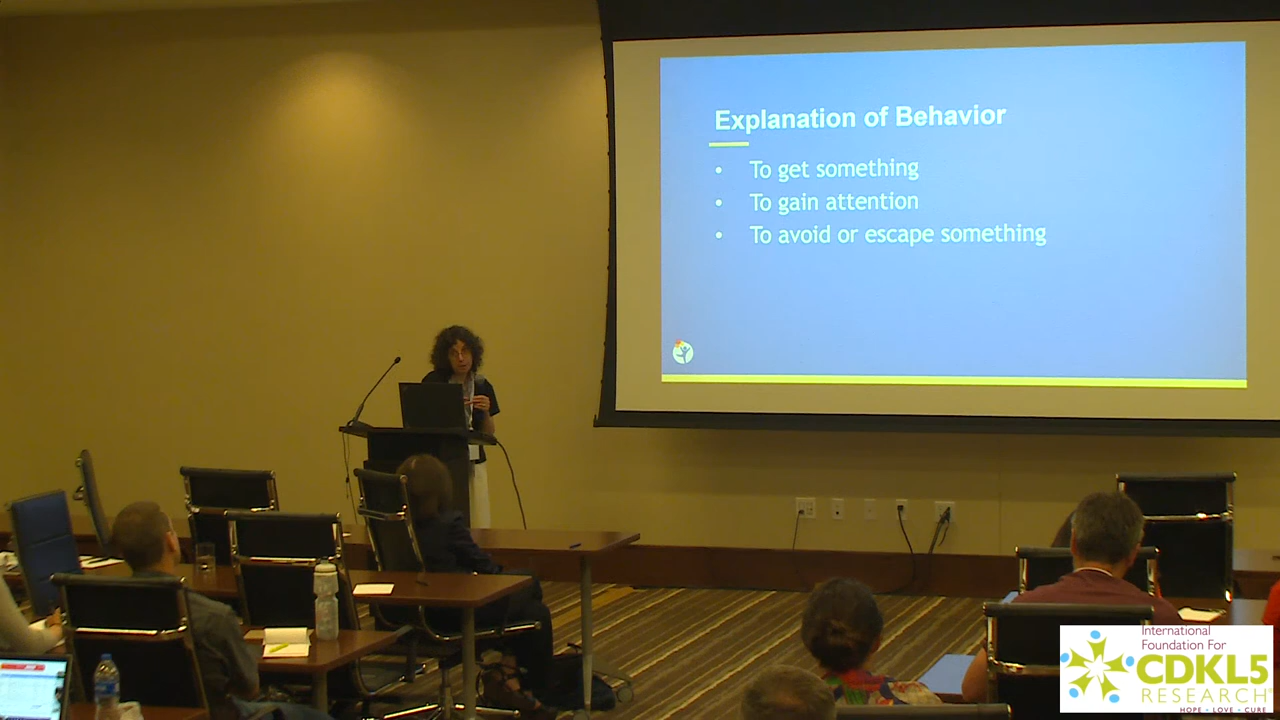 Explanation of Behavior
• To get something
• To gain attention
• To avoid or escape something
International
Foundation For
CDKL5
RESEARCH
HOPE • LOVE • CURE